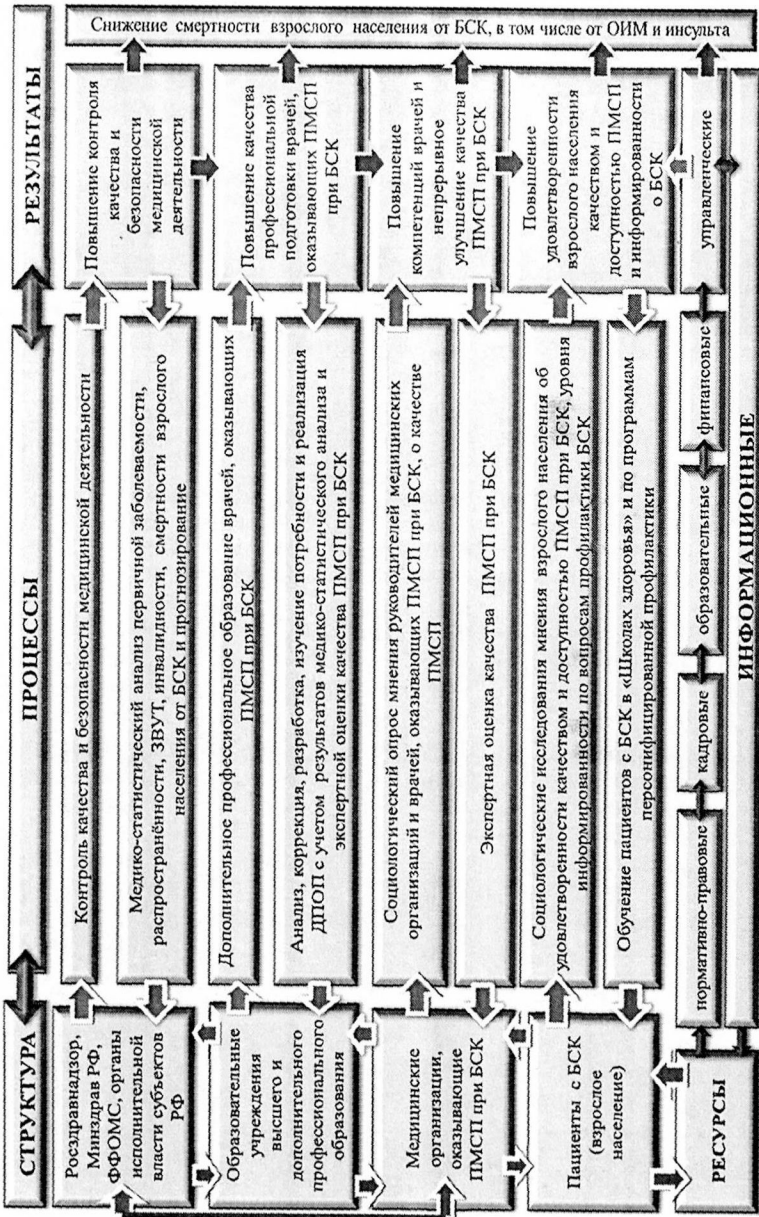 СТРУКТУРА
ПРОЦЕССЫ
РЕЗУЛЬТАТЫ
Росздравнадзор,
Минздрав РФ,
ФФОМС, органы
исполнительной
власти субъектов
РФ
Контроль качества и безопасности медицинской деятельности
Медико-статистический анализ первичной заболеваемости,
распространённости, ЗВУТ, инвалидности, смертности взрослого
населения от БСК и прогнозирование
Повышение контроля
качества и
безопасности
медицинской
деятельности
Образовательные
учреждения
высшего и
дополнительного
профессионального
образования
Дополнительное профессиональное образование врачей, оказывающих
ПМСП при БСК
Анализ, коррекция, разработка, изучение потребности и реализация
ДПОП с учетом результатов медико-статистического анализа и
экспертной оценки качества ПМСП при БСК
Повышение качества
профессиональной
подготовки врачей,
оказывающих ПМСП
при БСК
Медицинские
организации,
оказывающие
ПМСП при БСК
Социологический опрос мнения руководителей медицинских
организаций и врачей, оказывающих ПМСП при БСК, о качестве
ПМСП
Экспертная оценка качества ПМСП при БСК
Повышение
компетенций врачей и
непрерывное
улучшение качества
ПМСП при БСК
Пациенты с БСК
(взрослое
население)
Социологические исследования мнения взрослого населения об
удовлетворенности качеством и доступностью ПМСП при БСК, уровня
информированности по вопросам профилактики БСК
Обучение пациентов с БСК в «Школах здоровья» и по программам
персонифицированной профилактики
Повышение
удовлетворенности
взрослого населения
качеством и
доступностью ПМСП
и информированности
о БСК
Снижение смертности взрослого населения от БСК, в том числе от ОИМ и инсульта
РЕСУРСЫ
нормативно-правовые
кадровые
образовательные
финансовые
управленческие
ИНФОРМАЦИОННЫЕ